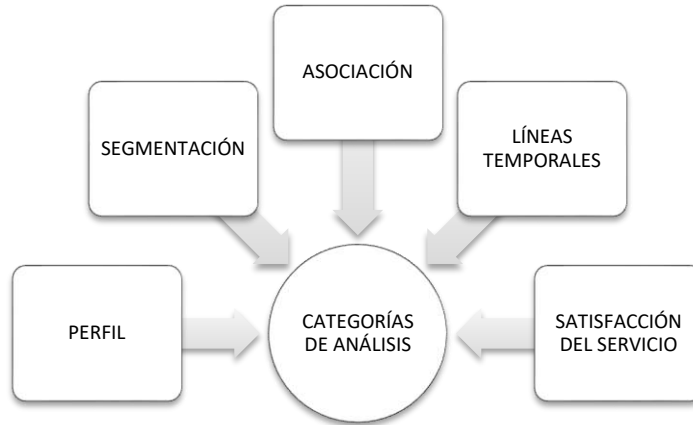 ASOCIACIÓN
SEGMENTACIÓN
LÍNEAS
TEMPORALES
PERFIL
CATEGORÍAS
DE ANÁLISIS
SATISFACCIÓN
DEL SERVICIO